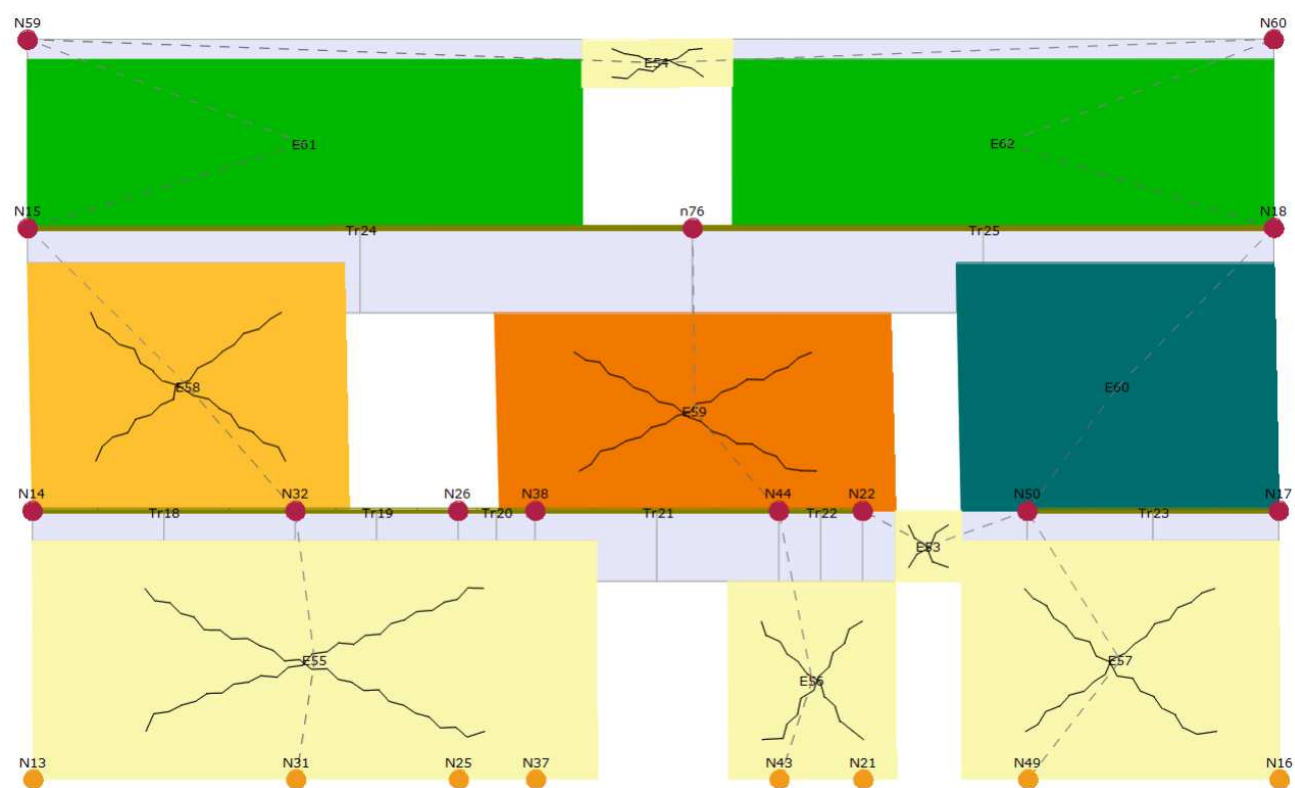 N59 N60
E54
E61 E62
N15 n76 N18
Tr24 Tr25
E58 E59 E60
N14 N32 N26 N38 N44 N22 N50 N17
Tr18 Tr19 Tr20 Tr21 Tr22 Tr23
E53
E55 E56 E57
N13 N31 N25 N37 N43 N21 N49 N16